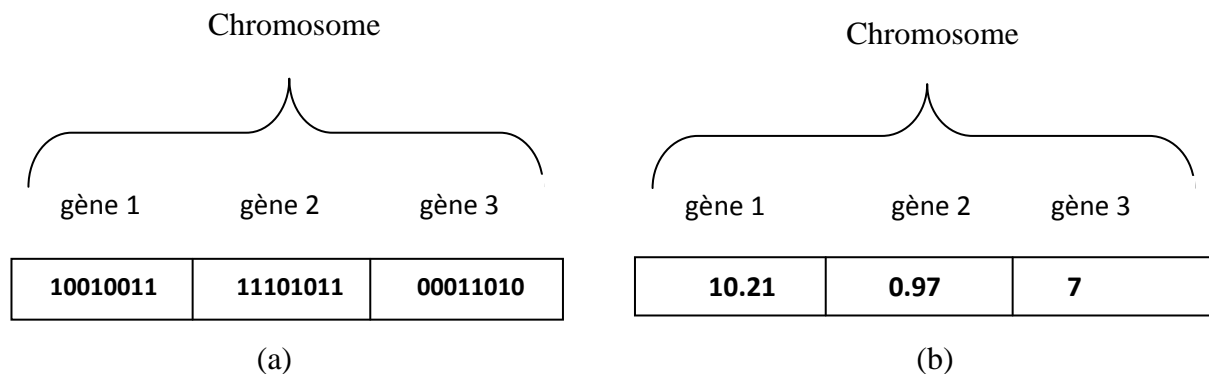 Chromosome
gène 1 gène 2 gène 3
10010011 11101011 00011010
(a)
Chromosome
gène 1 gène 2 gène 3
10.21 0.97 7
(b)